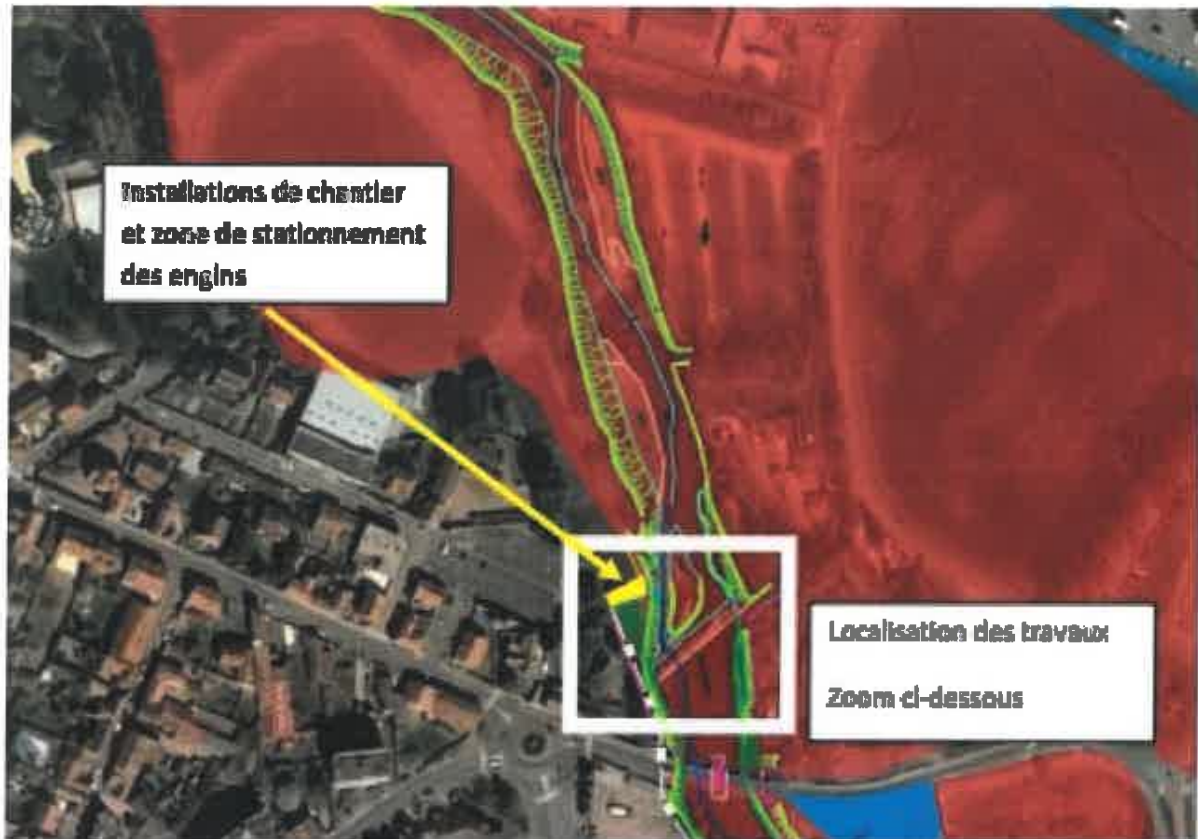 Installations de chantier
et zone de stationnement
des engins
Localisation des travaux
Zoom ci-dessous